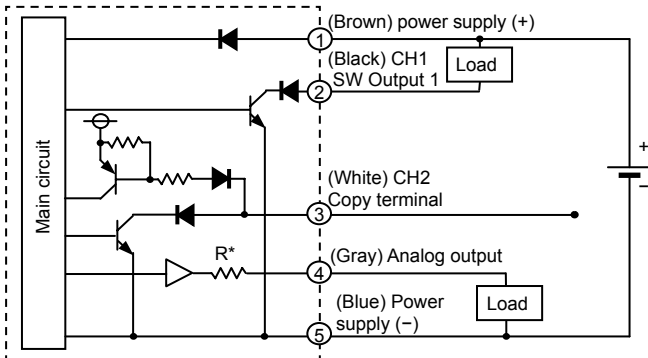 (Brown) power supply (+)
1
(Black) CH1
SW Output 1
Load
2
+
−
(White) CH2
Copy terminal
3
Main circuit
R*
(Gray) Analog output
4
Load
(Blue) Power
supply (−)
5